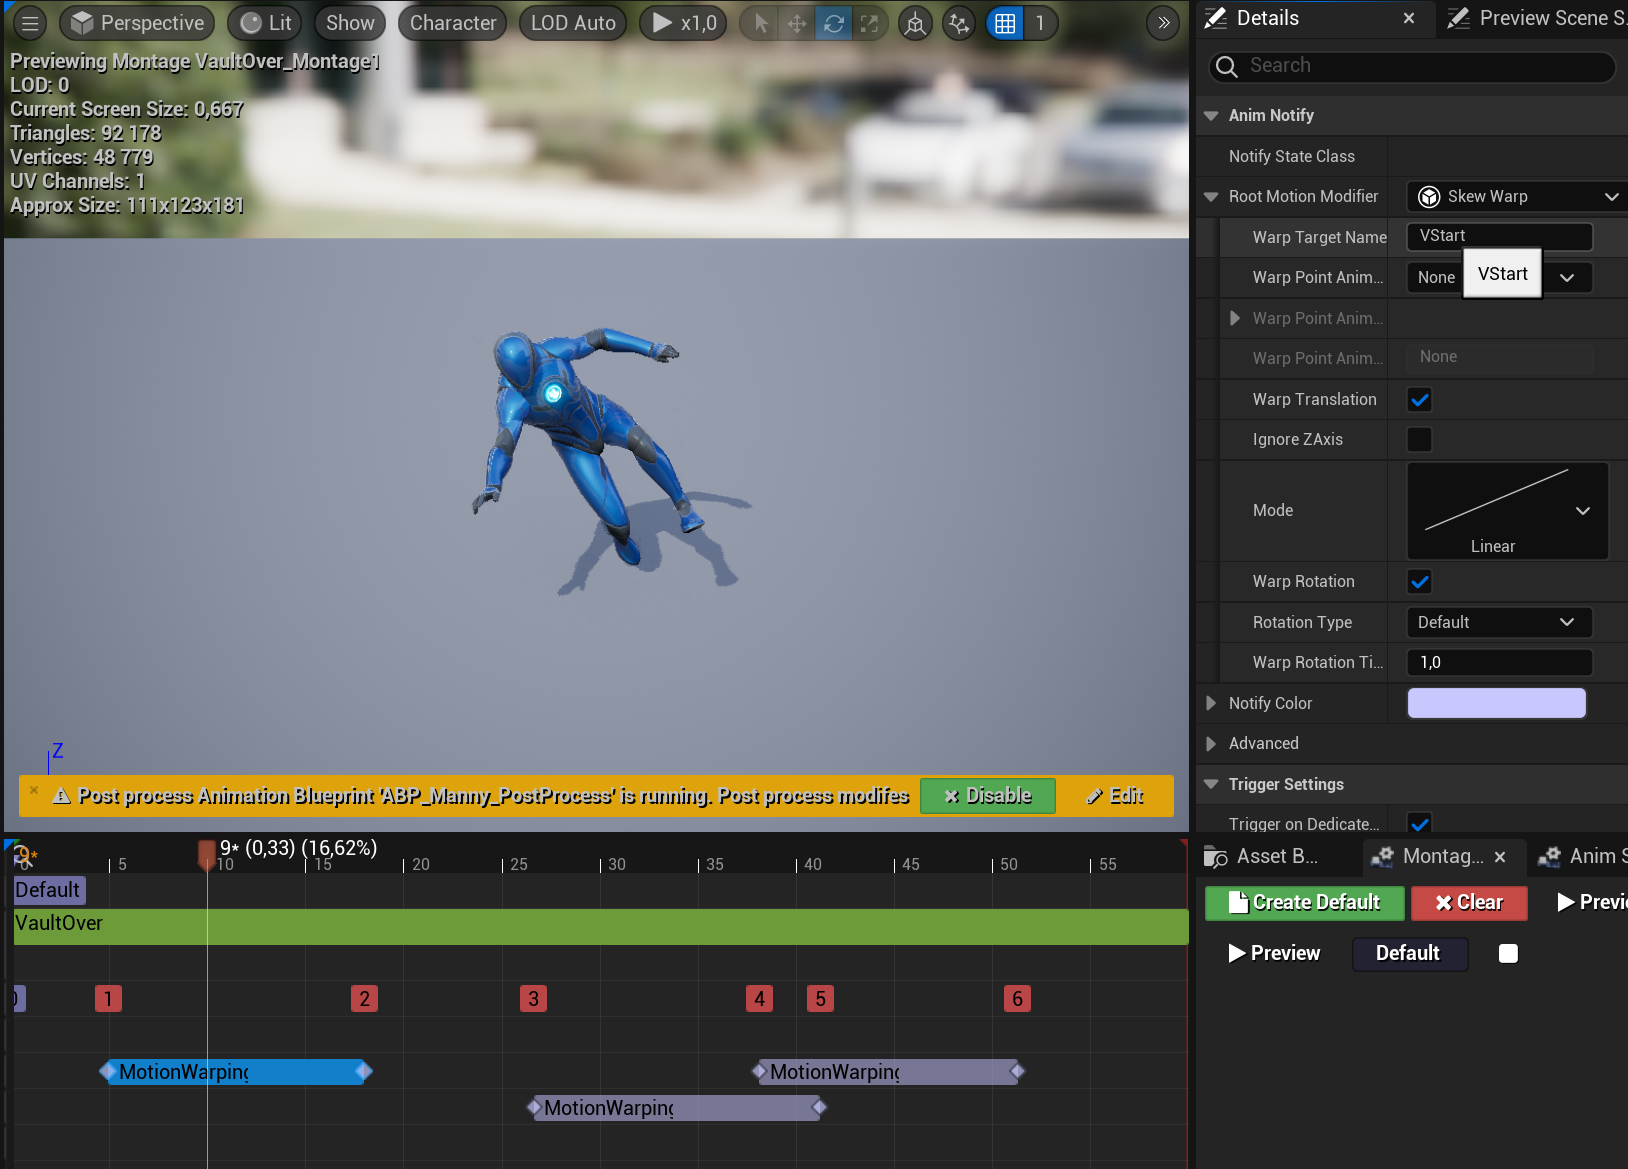 Perspective Lit Show Character LOD Auto x1,0 1
Previewing Montage VaultOver_Montage1
LOD: 0
Current Screen Size: 0,667
Triangles: 92 178
Vertices: 48 779
UV Channels: 1
Approx Size: 111x123x181
Z
Post process Animation Blueprint 'ABP_Manny_PostProcess' is running. Post process modifes Disable Edit
9* 9* (0,33) (16,62%)
5 10 15 20 25 30 35 40 45 50 55
Default
VaultOver
1 2 3 4 5 6
MotionWarping MotionWarping
MotionWarping
Details Preview Scene S
Search
Anim Notify
Notify State Class
Root Motion Modifier Skew Warp
Warp Target Name VStart
Warp Point Anim... None VStart
Warp Point Anim...
Warp Point Anim... None
Warp Translation
Ignore ZAxis
Mode
Linear
Warp Rotation
Rotation Type Default
Warp Rotation Ti... 1,0
Notify Color
Advanced
Trigger Settings
Trigger on Dedicate...
Asset B... Montag... Anim S
Create Default Clear Previ
Preview Default